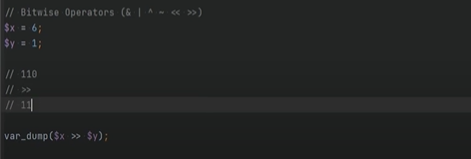 // Bitwise Operators (& | ^ ~ << >>)
$x = 6;
$y = 1;
// 110
// >>
// 11
var_dump($x >> $y);